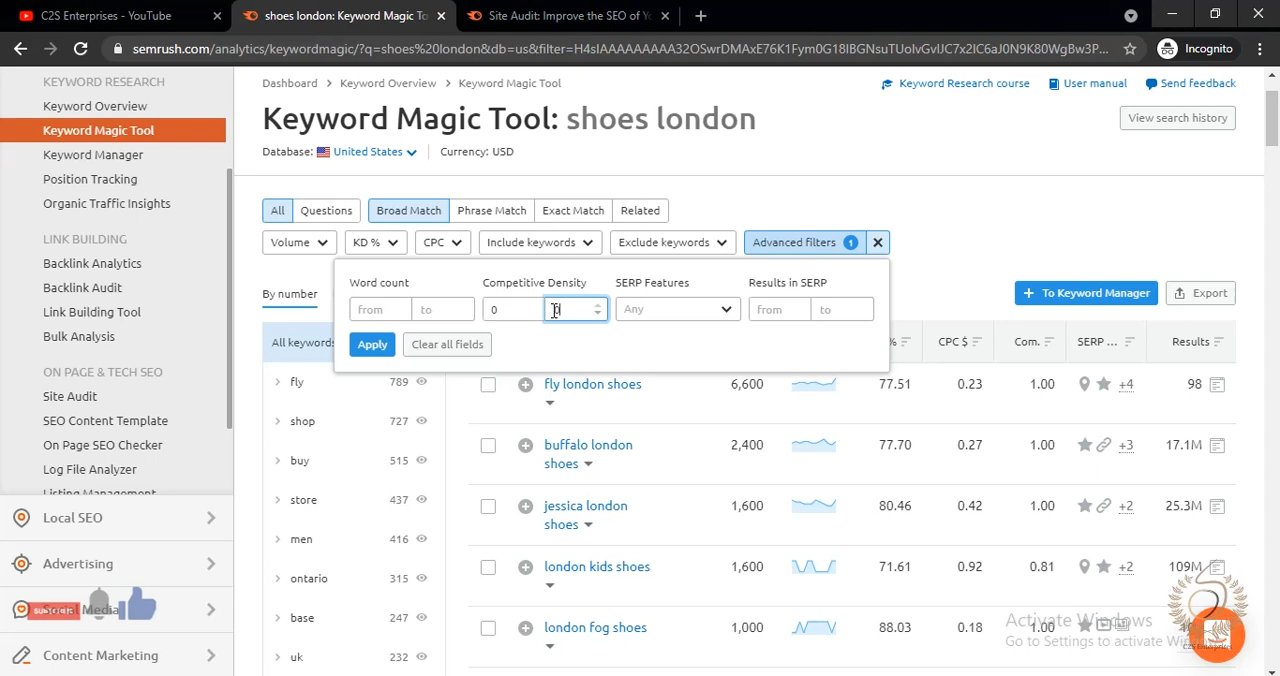 C2S Enterprises - YouTube
shoes london: Keyword Magic To
Site Audit: Improve the SEO of Y
semrush.com/analytics/keywordmagic/?q=shoes%20london&db=us&filter=H4sIAAAAAAAA32OSwrDMAxE76K1Fym0G18IBGNsuTUoIvGvIJC7x2IC6aJ0N9K80WgBw3P...
Incognito
KEYWORD RESEARCH
Keyword Overview
Keyword Magic Tool
Keyword Manager
Position Tracking
Organic Traffic Insights
LINK BUILDING
Backlink Analytics
Backlink Audit
Link Building Tool
Bulk Analysis
ON PAGE & TECH SEO
Site Audit
SEO Content Template
On Page SEO Checker
Log File Analyzer
Listing Management
Local SEO
Advertising
Social Media
SUBSCRIBE
Content Marketing
Dashboard > Keyword Overview > Keyword Magic Tool
Keyword Research course
User manual
Send feedback
Keyword Magic Tool: shoes london
View search history
Database: United States
Currency: USD
All Questions Broad Match Phrase Match Exact Match Related
Volume KD % CPC Include keywords Exclude keywords Advanced filters 1
Word count Competitive Density SERP Features Results in SERP
from to 0 Any from to
Apply Clear all fields
By number
To Keyword Manager
Export
All keywords
% CPC $ Com. SERP ... Results
fly 789
shop 727
buy 515
store 437
men 416
ontario 315
base 247
uk 232
fly london shoes 6,600 77.51 0.23 1.00 +4 98
buffalo london shoes 2,400 77.70 0.27 1.00 +3 17.1M
jessica london shoes 1,600 80.46 0.42 1.00 +2 25.3M
london kids shoes 1,600 71.61 0.92 0.81 +2 109M
london fog shoes 1,000 88.03 0.18 1.00
Activate Windows
Go to Settings to activate Windows.
C2S Enterprises